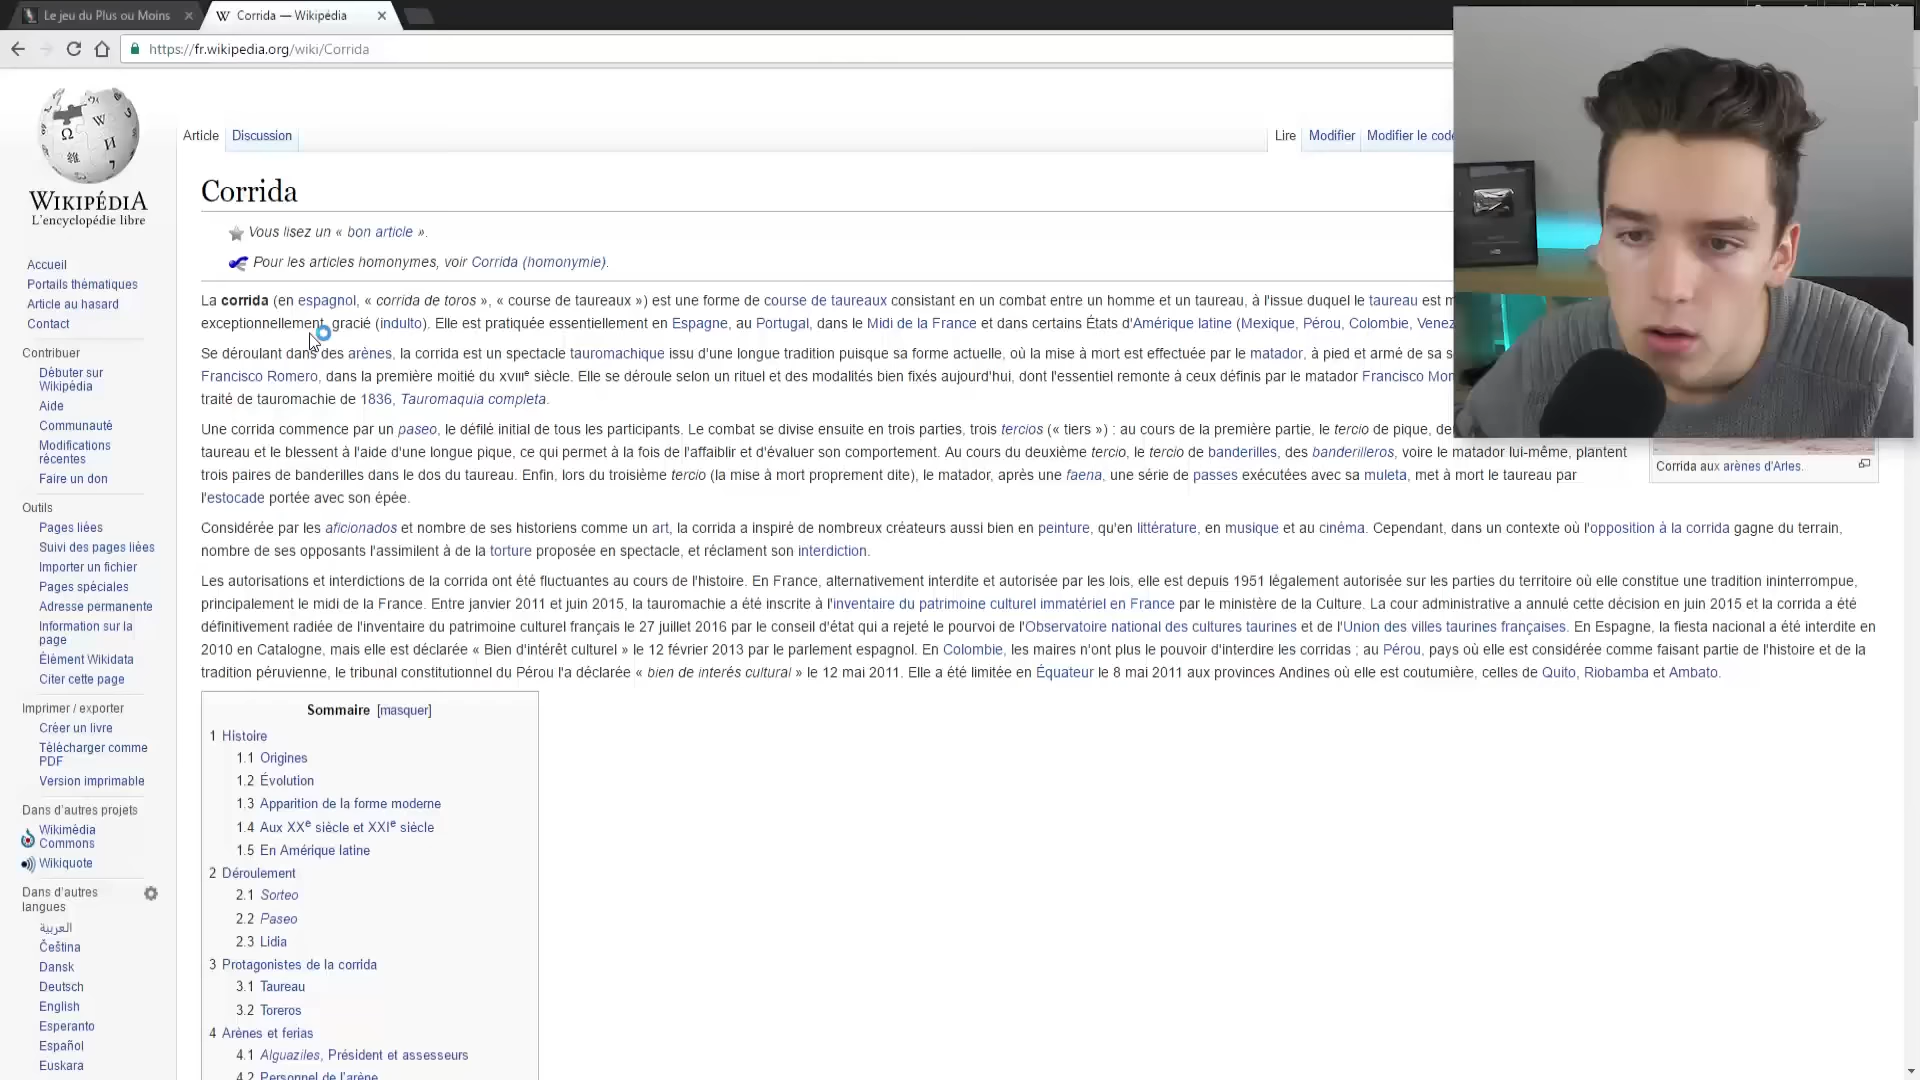 Le jeu du Plus ou Moins
Corrida — Wikipédia
https://fr.wikipedia.org/wiki/Corrida
WIKIPÉDIA
L'encyclopédie libre
Accueil
Portails thématiques
Article au hasard
Contact
Contribuer
Débuter sur
Wikipédia
Aide
Communauté
Modifications
récentes
Faire un don
Outils
Pages liées
Suivi des pages liées
Importer un fichier
Pages spéciales
Adresse permanente
Information sur la
page
Élément Wikidata
Citer cette page
Imprimer / exporter
Créer un livre
Télécharger comme
PDF
Version imprimable
Dans d'autres projets
Wikimédia
Commons
Wikiquote
Dans d'autres
langues
العربية
Čeština
Dansk
Deutsch
English
Esperanto
Español
Euskara
Article Discussion
Lire Modifier Modifier le code
Corrida
Vous lisez un « bon article ».
Pour les articles homonymes, voir Corrida (homonymie).
La corrida (en espagnol, « corrida de toros », « course de taureaux ») est une forme de course de taureaux consistant en un combat entre un homme et un taureau, à l'issue duquel le taureau est
exceptionnellement gracié (indulto). Elle est pratiquée essentiellement en Espagne, au Portugal, dans le Midi de la France et dans certains États d'Amérique latine (Mexique, Pérou, Colombie, Venez
Se déroulant dans des arènes, la corrida est un spectacle tauromachique issu d'une longue tradition puisque sa forme actuelle, où la mise à mort est effectuée par le matador, à pied et armé de sa
Francisco Romero, dans la première moitié du XVIIIe siècle. Elle se déroule selon un rituel et des modalités bien fixés aujourd'hui, dont l'essentiel remonte à ceux définis par le matador Francisco
traité de tauromachie de 1836, Tauromaquia completa.
Une corrida commence par un paseo, le défilé initial de tous les participants. Le combat se divise ensuite en trois parties, trois tercios (« tiers ») : au cours de la première partie, le tercio de pique,
taureau et le blessent à l'aide d'une longue pique, ce qui permet à la fois de l'affaiblir et d'évaluer son comportement. Au cours du deuxième tercio, le tercio de banderilles, des banderilleros, voire le matador lui-même, plantent
trois paires de banderilles dans le dos du taureau. Enfin, lors du troisième tercio (la mise à mort proprement dite), le matador, après une faena, une série de passes exécutées avec sa muleta, met à mort le taureau par
l'estocade portée avec son épée.
Corrida aux arènes d'Arles.
Considérée par les aficionados et nombre de ses historiens comme un art, la corrida a inspiré de nombreux créateurs aussi bien en peinture, qu'en littérature, en musique et au cinéma. Cependant, dans un contexte où l'opposition à la corrida gagne du terrain,
nombre de ses opposants l'assimilent à de la torture proposée en spectacle, et réclament son interdiction.
Les autorisations et interdictions de la corrida ont été fluctuantes au cours de l'histoire. En France, alternativement interdite et autorisée par les lois, elle est depuis 1951 légalement autorisée sur les parties du territoire où elle constitue une tradition ininterrompue,
principalement le midi de la France. Entre janvier 2011 et juin 2015, la tauromachie a été inscrite à l'inventaire du patrimoine culturel immatériel en France par le ministère de la Culture. La cour administrative a annulé cette décision en juin 2015 et la corrida a été
définitivement radiée de l'inventaire du patrimoine culturel français le 27 juillet 2016 par le conseil d'état qui a rejeté le pourvoi de l'Observatoire national des cultures taurines et de l'Union des villes taurines françaises. En Espagne, la fiesta nacional a été interdite en
2010 en Catalogne, mais elle est déclarée « Bien d'intérêt culturel » le 12 février 2013 par le parlement espagnol. En Colombie, les maires n'ont plus le pouvoir d'interdire les corridas ; au Pérou, pays où elle est considérée comme faisant partie de l'histoire et de la
tradition péruvienne, le tribunal constitutionnel du Pérou l'a déclarée « bien de interés cultural » le 12 mai 2011. Elle a été limitée en Équateur le 8 mai 2011 aux provinces Andines où elle est coutumière, celles de Quito, Riobamba et Ambato.
Sommaire [masquer]
1 Histoire
1.1 Origines
1.2 Évolution
1.3 Apparition de la forme moderne
1.4 Aux XXe siècle et XXIe siècle
1.5 En Amérique latine
2 Déroulement
2.1 Sorteo
2.2 Paseo
2.3 Lidia
3 Protagonistes de la corrida
3.1 Taureau
3.2 Toreros
4 Arènes et ferias
4.1 Alguaziles, Président et assesseurs
4.2 Personnel de l'arène